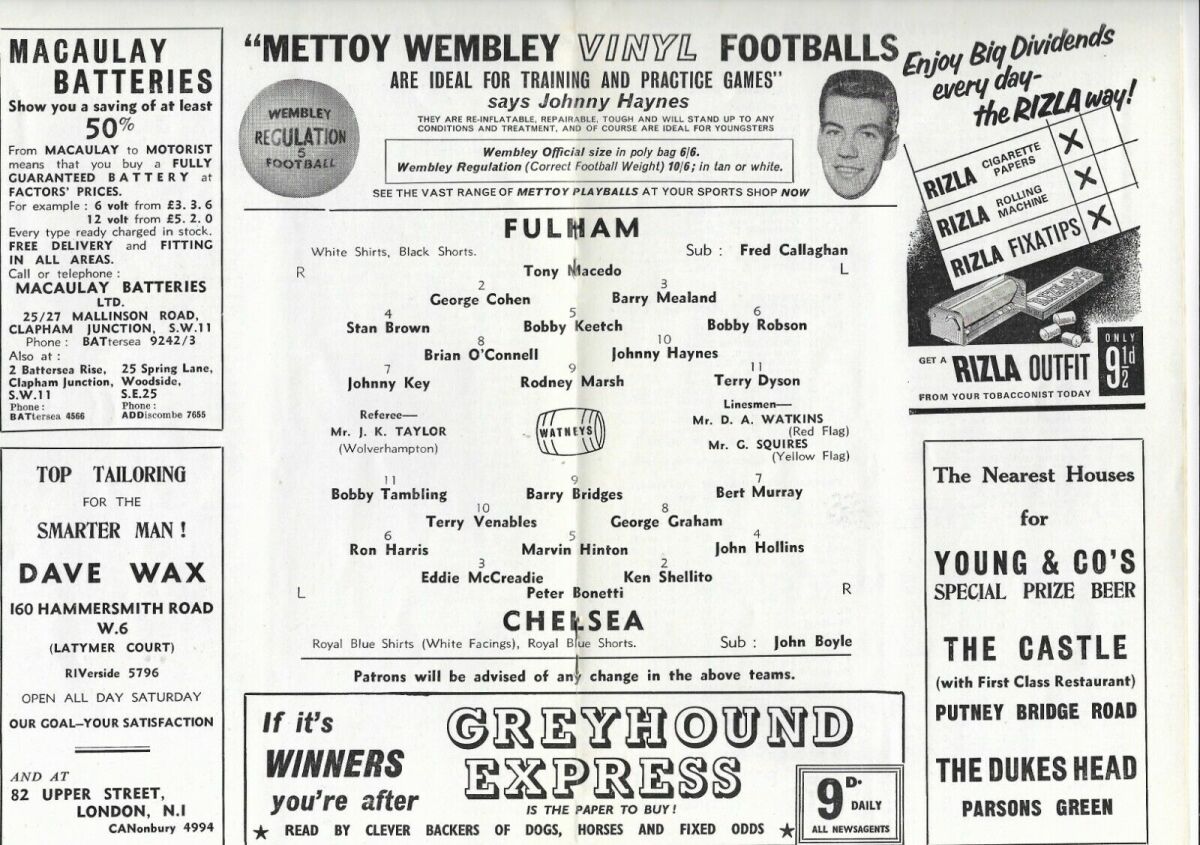 MACAULAY
BATTERIES
Show you a saving of at least
50%
From MACAULAY to MOTORIST
means that you buy a FULLY
GUARANTEED BATTERY at
FACTORS' PRICES.
For example : 6 volt from £3. 3. 6
12 volt from £5. 2. 0
Every type ready charged in stock.
FREE DELIVERY and FITTING
IN ALL AREAS.
Call or telephone :
MACAULAY BATTERIES
LTD.
25/27 MALLINSON ROAD,
CLAPHAM JUNCTION, S.W.11
Phone : BATtersea 9242/3
Also at :
2 Battersea Rise, 25 Spring Lane,
Clapham Junction, Woodside,
S.W.11 S.E.25
Phone : Phone :
BATtersea 4566 ADDiscombe 7655
TOP TAILORING
FOR THE
SMARTER MAN !
DAVE WAX
160 HAMMERSMITH ROAD
W.6
(LATYMER COURT)
RIVerside 5796
OPEN ALL DAY SATURDAY
OUR GOAL—YOUR SATISFACTION
AND AT
82 UPPER STREET,
LONDON, N.I
CANonbury 4994
"METTOY WEMBLEY VINYL FOOTBALLS
ARE IDEAL FOR TRAINING AND PRACTICE GAMES"
says Johnny Haynes
THEY ARE RE-INFLATABLE, REPAIRABLE, TOUGH AND WILL STAND UP TO ANY
CONDITIONS AND TREATMENT, AND OF COURSE ARE IDEAL FOR YOUNGSTERS
WEMBLEY
REGULATION
5
FOOTBALL
Wembley Official size in poly bag 6/6.
Wembley Regulation (Correct Football Weight) 10/6; in tan or white.
SEE THE VAST RANGE OF METTOY PLAYBALLS AT YOUR SPORTS SHOP NOW
FULHAM
White Shirts, Black Shorts. Sub : Fred Callaghan
R Tony Macedo L
2 3
George Cohen Barry Mealand
4 5 6
Stan Brown Bobby Keetch Bobby Robson
8 10
Brian O'Connell Johnny Haynes
7 9 11
Johnny Key Rodney Marsh Terry Dyson
Referee— Linesmen—
Mr. J. K. TAYLOR WATNEYS Mr. D. A. WATKINS
(Wolverhampton) (Red Flag)
Mr. G. SQUIRES
(Yellow Flag)
11 9 7
Bobby Tambling Barry Bridges Bert Murray
10 8
Terry Venables George Graham
6 5 4
Ron Harris Marvin Hinton John Hollins
3 2
Eddie McCreadie Ken Shellito
L Peter Bonetti R
CHELSEA
Royal Blue Shirts (White Facings), Royal Blue Shorts. Sub : John Boyle
Patrons will be advised of any change in the above teams.
If it's
WINNERS
you're after
GREYHOUND
EXPRESS
IS THE PAPER TO BUY !
★ READ BY CLEVER BACKERS OF DOGS, HORSES AND FIXED ODDS ★
9D. DAILY
ALL NEWSAGENTS
Enjoy Big Dividends
every day-
the RIZLA way!
RIZLA CIGARETTE PAPERS X
RIZLA ROLLING MACHINE X
RIZLA FIXATIPS X
GET A RIZLA OUTFIT
ONLY
9½d
FROM YOUR TOBACCONIST TODAY
The Nearest Houses
for
YOUNG & CO'S
SPECIAL PRIZE BEER
THE CASTLE
(with First Class Restaurant)
PUTNEY BRIDGE ROAD
THE DUKES HEAD
PARSONS GREEN